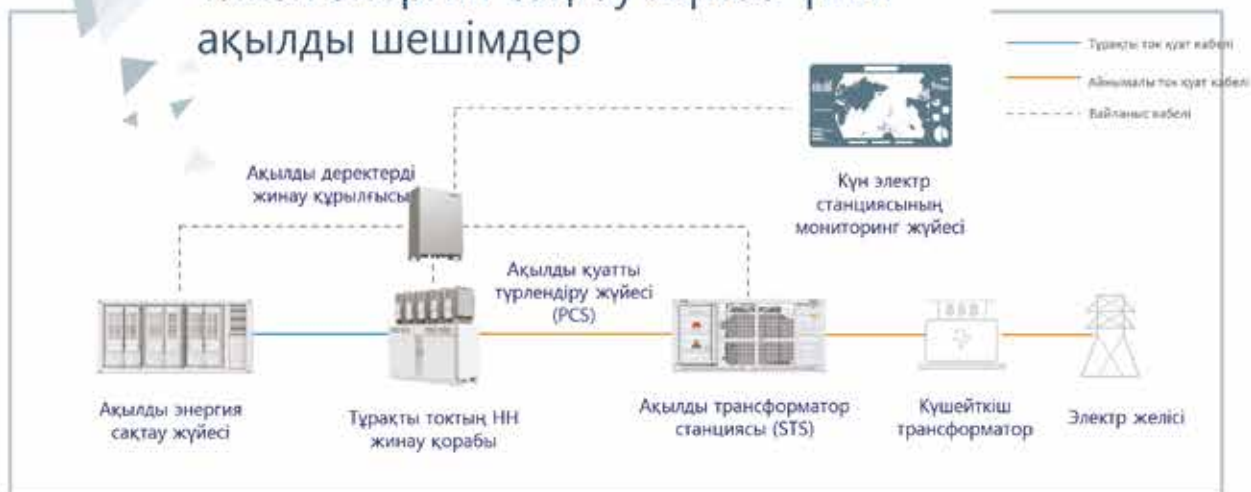 ақылды шешімдер
Тұрақты ток қуат кабелі
Айнымалы ток қуат кабелі
Байланыс кабелі
Ақылды деректерді
жинау құрылғысы
Күн электр
станциясының
мониторинг жүйесі
Ақылды қуатты
түрлендіру жүйесі
(PCS)
Ақылды энергия
сақтау жүйесі
Тұрақты токтың НН
жинау қорабы
Ақылды трансформатор
станциясы (STS)
Күшейткіш
трансформатор
Электр желісі